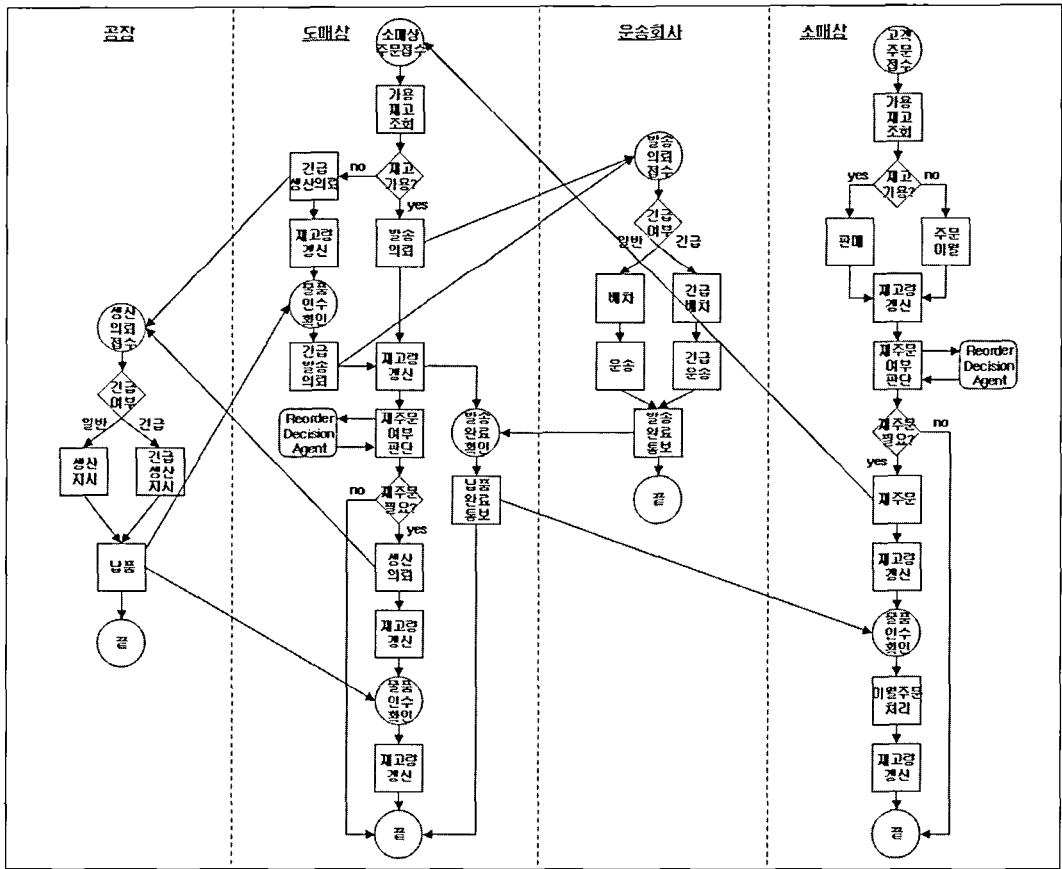 공장
도매상
운송회사
소매상
소매상
주문접수
가용
재고
조회
재고
가용?
no
yes
긴급
생산의뢰
재고량
갱신
물품
인수
확인
긴급
발송
의뢰
발송
의뢰
재고량
갱신
Reorder
Decision
Agent
재주문
여부
판단
재주문
필요?
no
yes
생산
의뢰
재고량
갱신
물품
인수
확인
재고량
갱신
끝
발송
완료
확인
납품
완료
통보
생산
의뢰
접수
긴급
여부
일반
긴급
생산
지시
긴급
생산
지시
납품
끝
발송
의뢰
접수
긴급
여부
일반
긴급
배차
긴급
배차
운송
긴급
운송
발송
완료
통보
끝
고객
주문
접수
가용
재고
조회
재고
가용?
yes
no
판매
주문
이월
재고량
갱신
재주문
여부
판단
Reorder
Decision
Agent
재주문
필요?
no
yes
재주문
재고량
갱신
물품
인수
확인
이월주문
처리
재고량
갱신
끝